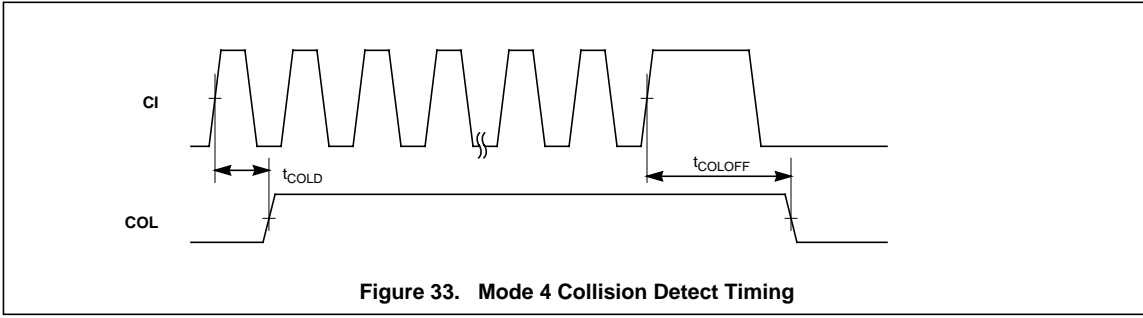 CI
tCOLD
tCOLOFF
COL
Figure 33. Mode 4 Collision Detect Timing